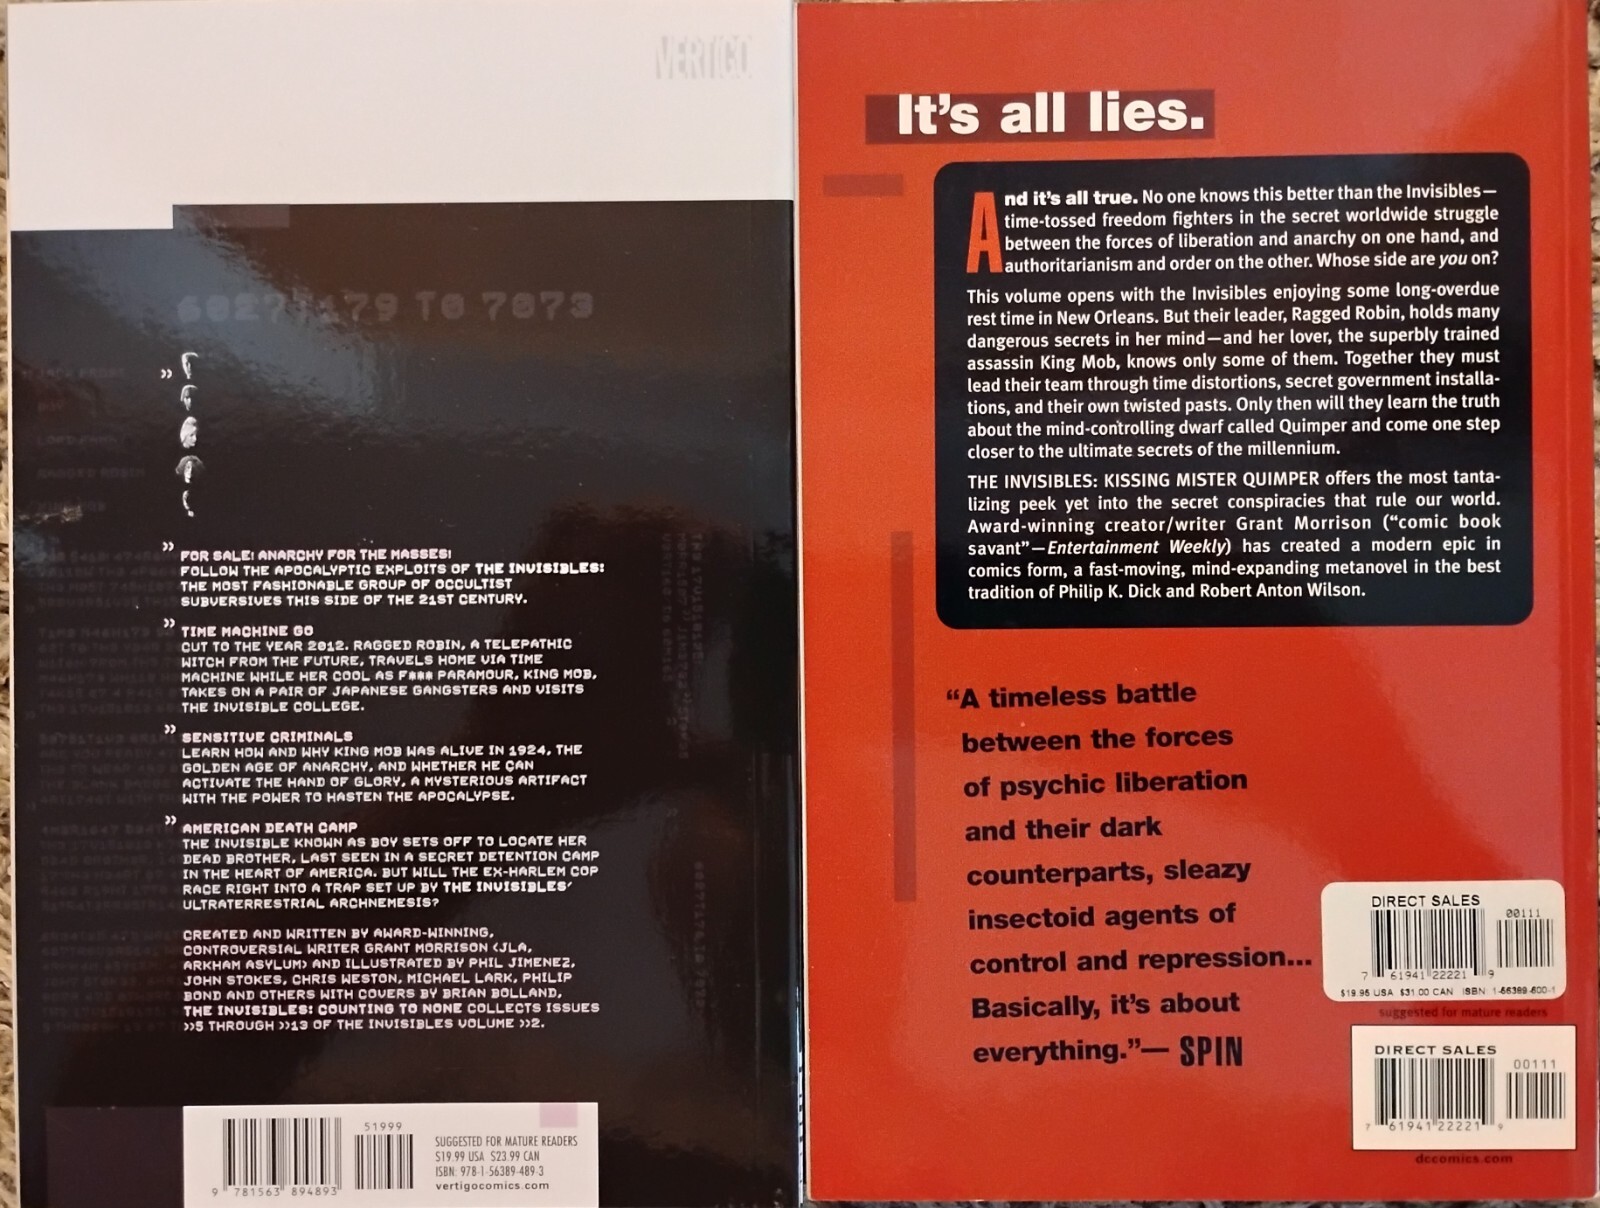 VERTIGO
60271179 TO 7073
»
» FOR SALE! ANARCHY FOR THE MASSES!
FOLLOW THE APOCALYPTIC EXPLOITS OF THE INVISIBLES:
THE MOST FASHIONABLE GROUP OF OCCULTIST
SUBVERSIVES THIS SIDE OF THE 21ST CENTURY.
» TIME MACHINE GO
CUT TO THE YEAR 2012. RAGGED ROBIN, A TELEPATHIC
WITCH FROM THE FUTURE, TRAVELS HOME VIA TIME
MACHINE WHILE HER COOL AS F*** PARAMOUR, KING MOB,
TAKES ON A PAIR OF JAPANESE GANGSTERS AND VISITS
THE INVISIBLE COLLEGE.
» SENSITIVE CRIMINALS
LEARN HOW AND WHY KING MOB WAS ALIVE IN 1924, THE
GOLDEN AGE OF ANARCHY, AND WHETHER HE CAN
ACTIVATE THE HAND OF GLORY, A MYSTERIOUS ARTIFACT
WITH THE POWER TO HASTEN THE APOCALYPSE.
» AMERICAN DEATH CAMP
THE INVISIBLE KNOWN AS BOY SETS OFF TO LOCATE HER
DEAD BROTHER, LAST SEEN IN A SECRET DETENTION CAMP
IN THE HEART OF AMERICA. BUT WILL THE EX-HARLEM COP
RACE RIGHT INTO A TRAP SET UP BY THE INVISIBLES'
ULTRATERRESTRIAL ARCHNEMESIS?
CREATED AND WRITTEN BY AWARD-WINNING,
CONTROVERSIAL WRITER GRANT MORRISON (JLA,
ARKHAM ASYLUM) AND ILLUSTRATED BY PHIL JIMENEZ,
JOHN STOKES, CHRIS WESTON, MICHAEL LARK, PHILIP
BOND AND OTHERS WITH COVERS BY BRIAN BOLLAND,
THE INVISIBLES: COUNTING TO NONE COLLECTS ISSUES
»5 THROUGH »13 OF THE INVISIBLES VOLUME »2.
51999
9 781563 894893
SUGGESTED FOR MATURE READERS
$19.99 USA $23.99 CAN
ISBN: 978-1-56389-489-3
vertigocomics.com
It's all lies.
And it's all true. No one knows this better than the Invisibles—
time-tossed freedom fighters in the secret worldwide struggle
between the forces of liberation and anarchy on one hand, and
authoritarianism and order on the other. Whose side are you on?
This volume opens with the Invisibles enjoying some long-overdue
rest time in New Orleans. But their leader, Ragged Robin, holds many
dangerous secrets in her mind—and her lover, the superbly trained
assassin King Mob, knows only some of them. Together they must
lead their team through time distortions, secret government installa-
tions, and their own twisted pasts. Only then will they learn the truth
about the mind-controlling dwarf called Quimper and come one step
closer to the ultimate secrets of the millennium.
THE INVISIBLES: KISSING MISTER QUIMPER offers the most tanta-
lizing peek yet into the secret conspiracies that rule our world.
Award-winning creator/writer Grant Morrison ("comic book
savant"—Entertainment Weekly) has created a modern epic in
comics form, a fast-moving, mind-expanding metanovel in the best
tradition of Philip K. Dick and Robert Anton Wilson.
"A timeless battle
between the forces
of psychic liberation
and their dark
counterparts, sleazy
insectoid agents of
control and repression...
Basically, it's about
everything."— SPIN
DIRECT SALES
00111
7 61941 22221 9
$19.95 USA $31.00 CAN ISBN 1-56389-600-1
suggested for mature readers
DIRECT SALES
00111
7 61941 22221 9
dccomics.com